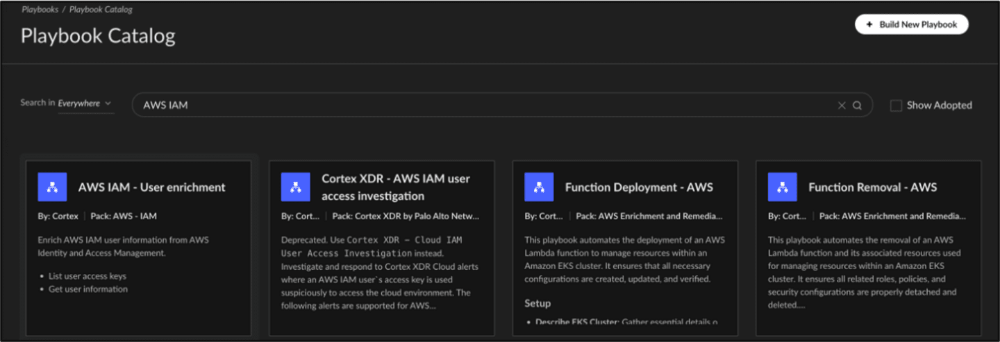 Playbooks / Playbook Catalog
Playbook Catalog
+ Build New Playbook
Search in Everywhere
AWS IAM
Show Adopted
AWS IAM - User enrichment
By: Cortex | Pack: AWS - IAM
Enrich AWS IAM user information from AWS
Identity and Access Management.
• List user access keys
• Get user information
Cortex XDR - AWS IAM user
access investigation
By: Cort... | Pack: Cortex XDR by Palo Alto Netw...
Deprecated. Use Cortex XDR – Cloud IAM
User Access Investigation instead.
Investigate and respond to Cortex XDR Cloud alerts
where an AWS IAM user`s access key is used
suspiciously to access the cloud environment. The
following alerts are supported for AWS...
Function Deployment - AWS
By: Cort... | Pack: AWS Enrichment and Remedia...
This playbook automates the deployment of an AWS
Lambda function to manage resources within an
Amazon EKS cluster. It ensures that all necessary
configurations are created, updated, and verified.
Setup
• Describe EKS Cluster: Gather essential details o
Function Removal - AWS
By: Cort... | Pack: AWS Enrichment and Remedia...
This playbook automates the removal of an AWS
Lambda function and its associated resources used
for managing resources within an Amazon EKS
cluster. It ensures all related roles, policies, and
security configurations are properly detached and
deleted....